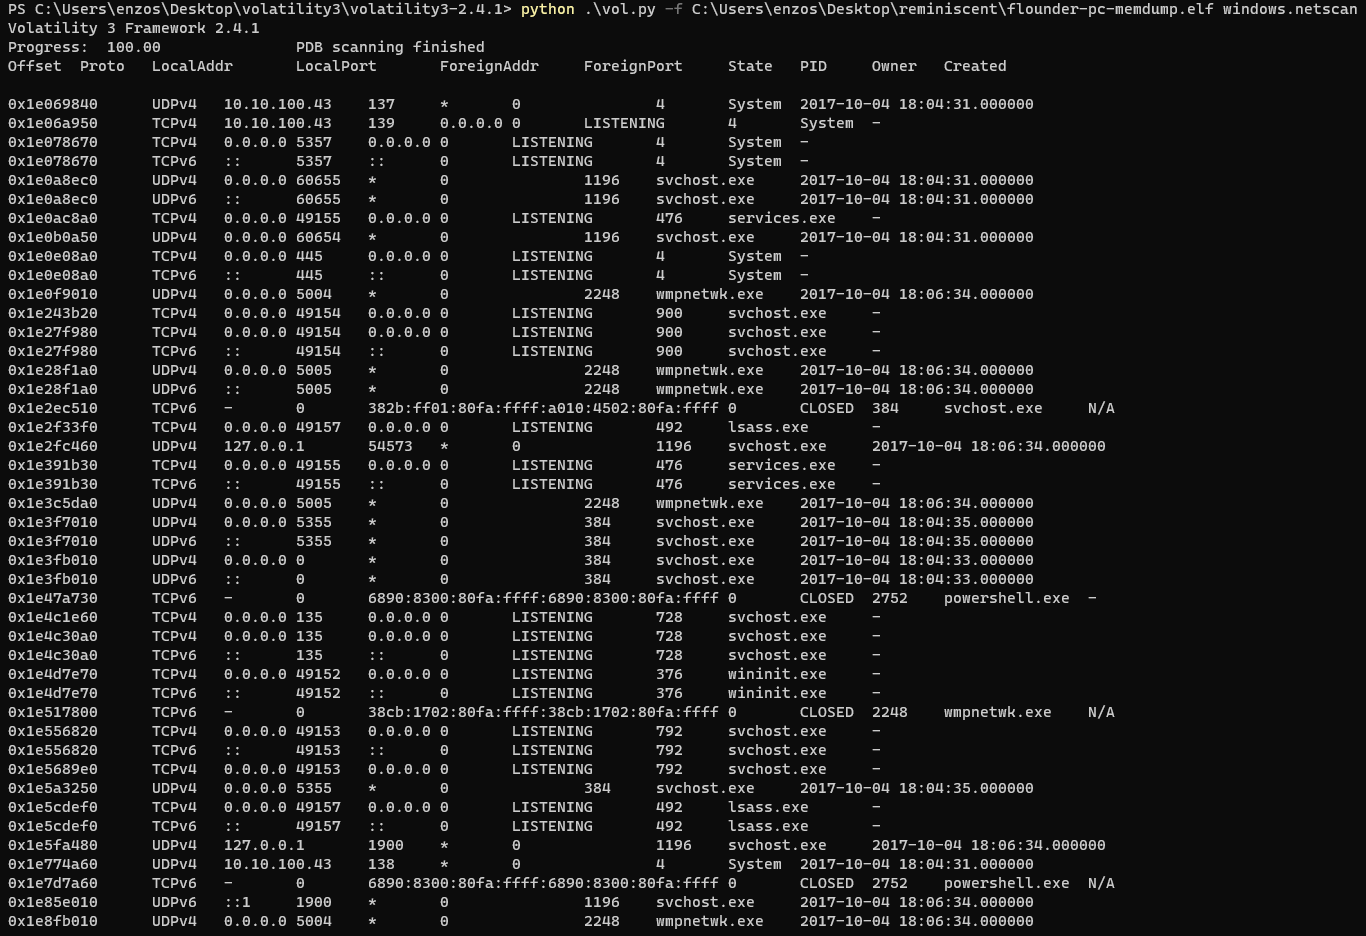 PS C:\Users\enzos\Desktop\volatility3\volatility3-2.4.1> python .\vol.py -f C:\Users\enzos\Desktop\reminiscent\flounder-pc-memdump.elf windows.netscan
Volatility 3 Framework 2.4.1
Progress:  100.00               PDB scanning finished
Offset  Proto   LocalAddr       LocalPort       ForeignAddr     ForeignPort     State   PID     Owner   Created

0x1e069840      UDPv4   10.10.100.43    137     *       0               4       System  2017-10-04 18:04:31.000000
0x1e06a950      TCPv4   10.10.100.43    139     0.0.0.0 0       LISTENING       4       System  -
0x1e078670      TCPv4   0.0.0.0 5357    0.0.0.0 0       LISTENING       4       System  -
0x1e078670      TCPv6   ::      5357    ::      0       LISTENING       4       System  -
0x1e0a8ec0      UDPv4   0.0.0.0 60655   *       0               1196    svchost.exe     2017-10-04 18:04:31.000000
0x1e0a8ec0      UDPv6   ::      60655   *       0               1196    svchost.exe     2017-10-04 18:04:31.000000
0x1e0ac8a0      TCPv4   0.0.0.0 49155   0.0.0.0 0       LISTENING       476     services.exe    -
0x1e0b0a50      UDPv4   0.0.0.0 60654   *       0               1196    svchost.exe     2017-10-04 18:04:31.000000
0x1e0e08a0      TCPv4   0.0.0.0 445     0.0.0.0 0       LISTENING       4       System  -
0x1e0e08a0      TCPv6   ::      445     ::      0       LISTENING       4       System  -
0x1e0f9010      UDPv4   0.0.0.0 5004    *       0               2248    wmpnetwk.exe    2017-10-04 18:06:34.000000
0x1e243b20      TCPv4   0.0.0.0 49154   0.0.0.0 0       LISTENING       900     svchost.exe     -
0x1e27f980      TCPv4   0.0.0.0 49154   0.0.0.0 0       LISTENING       900     svchost.exe     -
0x1e27f980      TCPv6   ::      49154   ::      0       LISTENING       900     svchost.exe     -
0x1e28f1a0      UDPv4   0.0.0.0 5005    *       0               2248    wmpnetwk.exe    2017-10-04 18:06:34.000000
0x1e28f1a0      UDPv6   ::      5005    *       0               2248    wmpnetwk.exe    2017-10-04 18:06:34.000000
0x1e2ec510      TCPv6   -       0       382b:ff01:80fa:ffff:a010:4502:80fa:ffff 0       CLOSED  384     svchost.exe     N/A
0x1e2f33f0      TCPv4   0.0.0.0 49157   0.0.0.0 0       LISTENING       492     lsass.exe       -
0x1e2fc460      UDPv4   127.0.0.1       54573   *       0               1196    svchost.exe     2017-10-04 18:06:34.000000
0x1e391b30      TCPv4   0.0.0.0 49155   0.0.0.0 0       LISTENING       476     services.exe    -
0x1e391b30      TCPv6   ::      49155   ::      0       LISTENING       476     services.exe    -
0x1e3c5da0      UDPv4   0.0.0.0 5005    *       0               2248    wmpnetwk.exe    2017-10-04 18:06:34.000000
0x1e3f7010      UDPv4   0.0.0.0 5355    *       0               384     svchost.exe     2017-10-04 18:04:35.000000
0x1e3f7010      UDPv6   ::      5355    *       0               384     svchost.exe     2017-10-04 18:04:35.000000
0x1e3fb010      UDPv4   0.0.0.0 0       *       0               384     svchost.exe     2017-10-04 18:04:33.000000
0x1e3fb010      UDPv6   ::      0       *       0               384     svchost.exe     2017-10-04 18:04:33.000000
0x1e47a730      TCPv6   -       0       6890:8300:80fa:ffff:6890:8300:80fa:ffff 0       CLOSED  2752    powershell.exe  -
0x1e4c1e60      TCPv4   0.0.0.0 135     0.0.0.0 0       LISTENING       728     svchost.exe     -
0x1e4c30a0      TCPv4   0.0.0.0 135     0.0.0.0 0       LISTENING       728     svchost.exe     -
0x1e4c30a0      TCPv6   ::      135     ::      0       LISTENING       728     svchost.exe     -
0x1e4d7e70      TCPv4   0.0.0.0 49152   0.0.0.0 0       LISTENING       376     wininit.exe     -
0x1e4d7e70      TCPv6   ::      49152   ::      0       LISTENING       376     wininit.exe     -
0x1e517800      TCPv6   -       0       38cb:1702:80fa:ffff:38cb:1702:80fa:ffff 0       CLOSED  2248    wmpnetwk.exe    N/A
0x1e556820      TCPv4   0.0.0.0 49153   0.0.0.0 0       LISTENING       792     svchost.exe     -
0x1e556820      TCPv6   ::      49153   ::      0       LISTENING       792     svchost.exe     -
0x1e5689e0      TCPv4   0.0.0.0 49153   0.0.0.0 0       LISTENING       792     svchost.exe     -
0x1e5a3250      UDPv4   0.0.0.0 5355    *       0               384     svchost.exe     2017-10-04 18:04:35.000000
0x1e5cdef0      TCPv4   0.0.0.0 49157   0.0.0.0 0       LISTENING       492     lsass.exe       -
0x1e5cdef0      TCPv6   ::      49157   ::      0       LISTENING       492     lsass.exe       -
0x1e5fa480      UDPv4   127.0.0.1       1900    *       0               1196    svchost.exe     2017-10-04 18:06:34.000000
0x1e774a60      UDPv4   10.10.100.43    138     *       0               4       System  2017-10-04 18:04:31.000000
0x1e7d7a60      TCPv6   -       0       6890:8300:80fa:ffff:6890:8300:80fa:ffff 0       CLOSED  2752    powershell.exe  N/A
0x1e85e010      UDPv6   ::1     1900    *       0               1196    svchost.exe     2017-10-04 18:06:34.000000
0x1e8fb010      UDPv4   0.0.0.0 5004    *       0               2248    wmpnetwk.exe    2017-10-04 18:06:34.000000